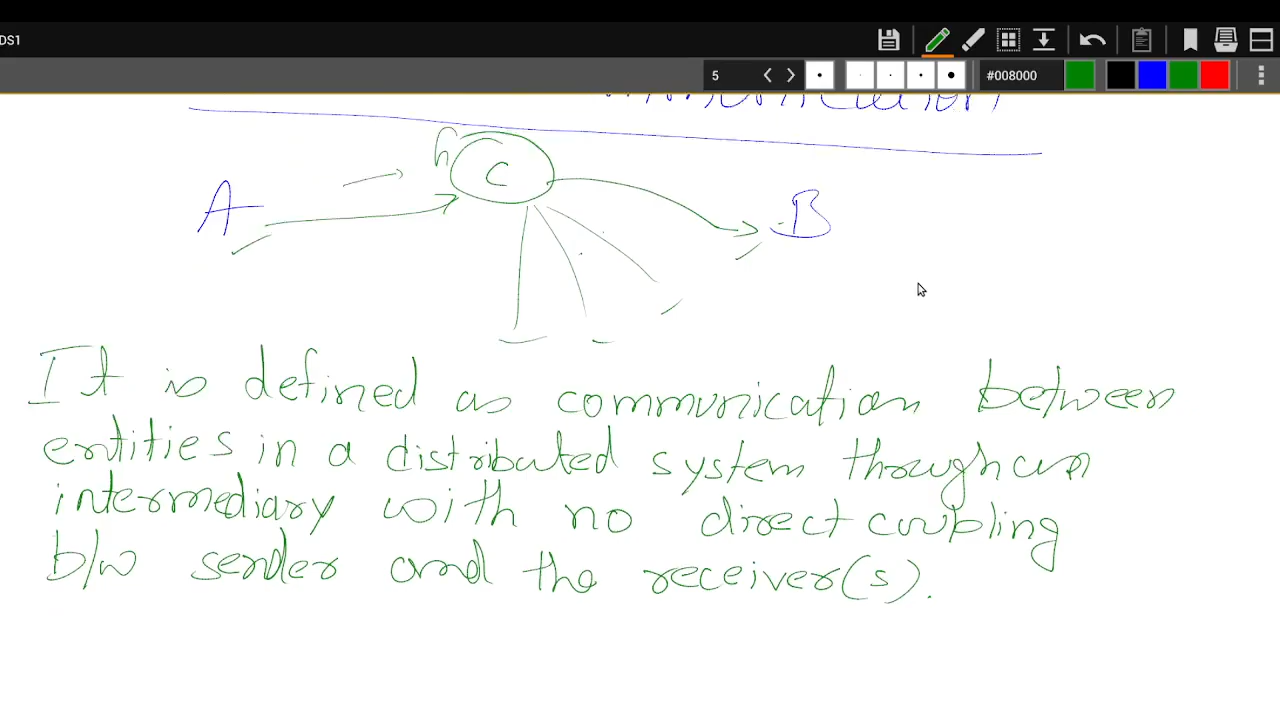 DS1
5
#008000
C
A
B
It is defined as communication between
entities in a distributed system through an
intermediary with no direct coupling
b/w sender and the receiver(s).